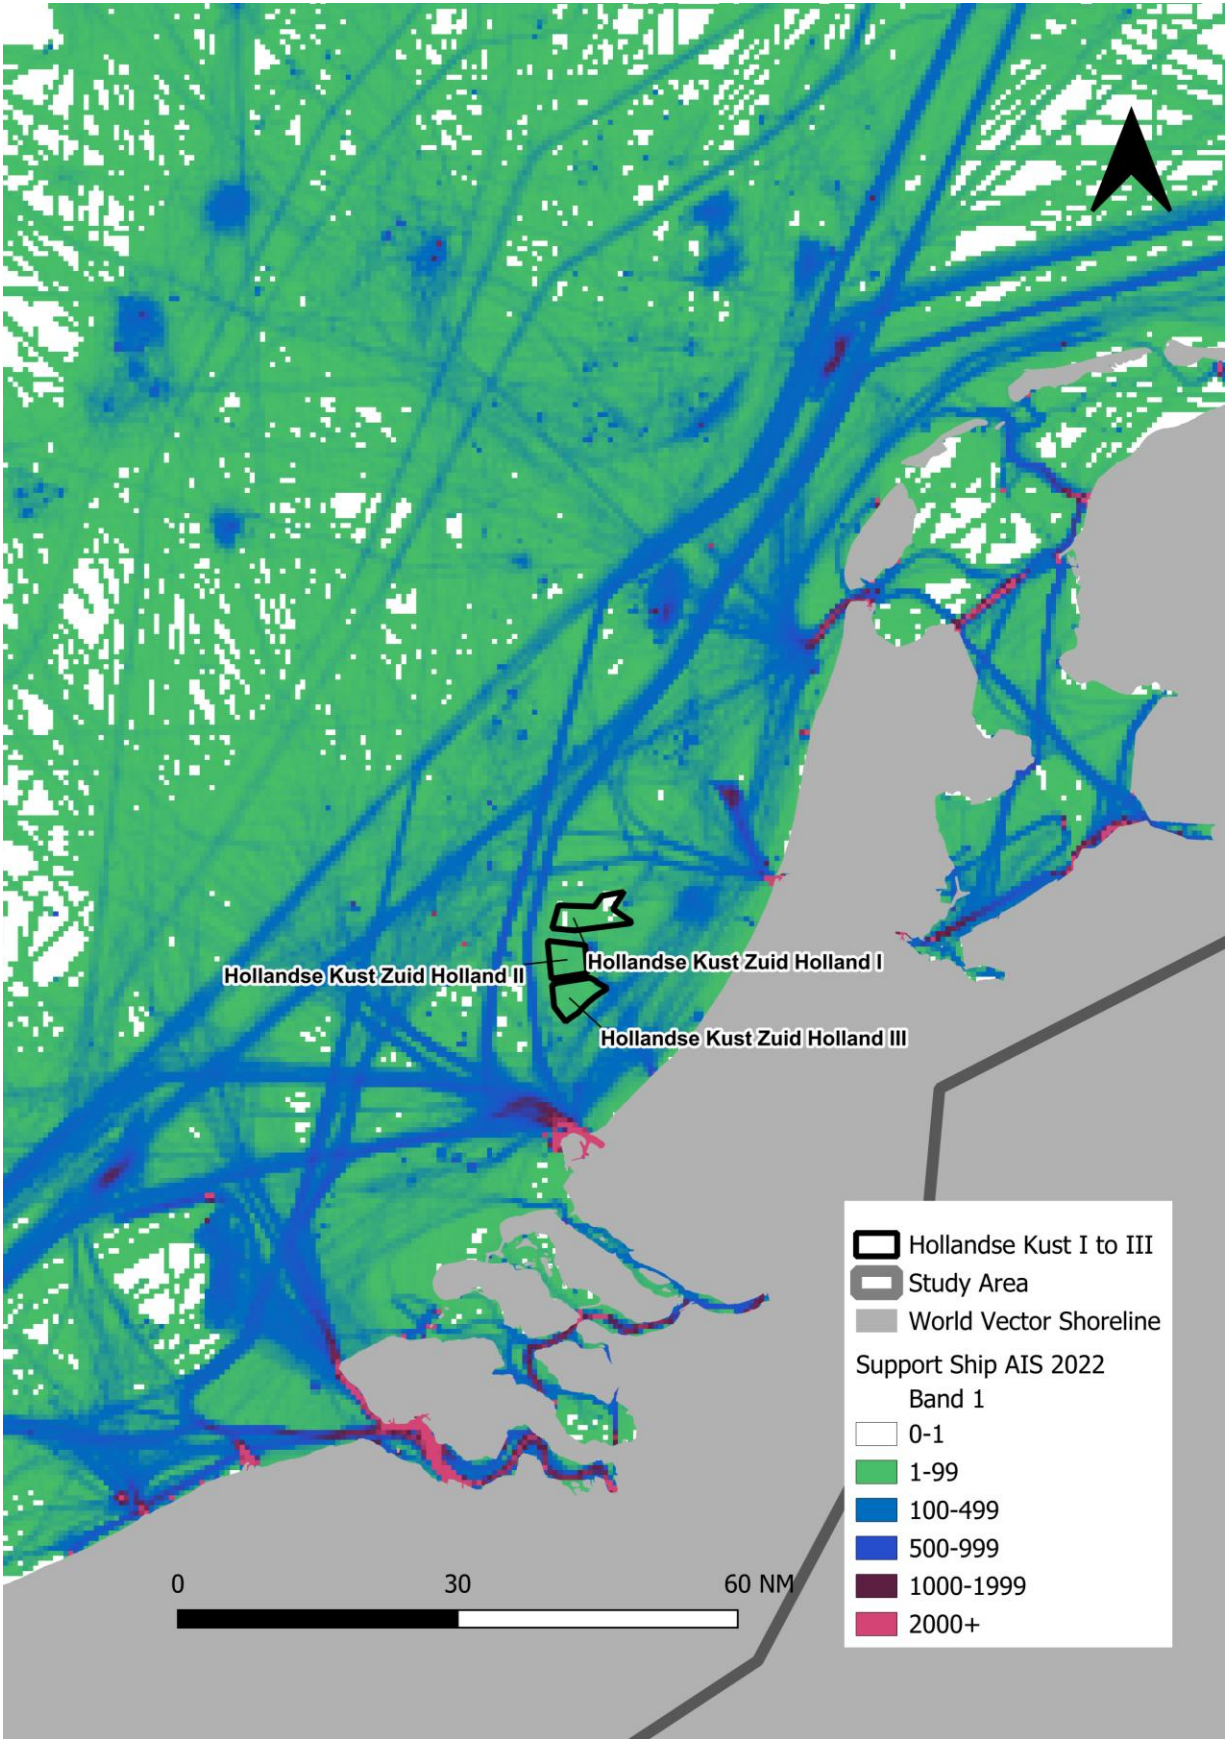 Hollandse Kust Zuid Holland I
Hollandse Kust Zuid Holland II
Hollandse Kust Zuid Holland III
Hollandse Kust I to III
Study Area
World Vector Shoreline
Support Ship AIS 2022
Band 1
0-1
1-99
100-499
500-999
1000-1999
2000+
0 30 60 NM